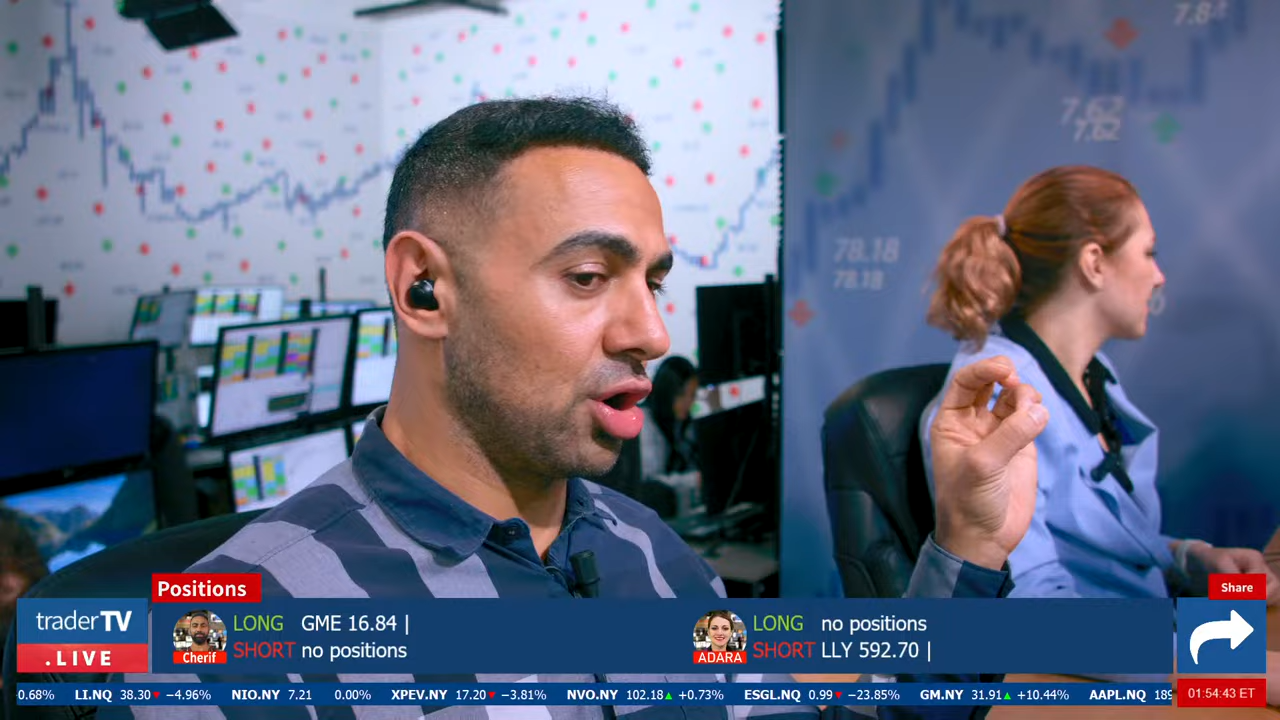 7.8
7.62
7.62
78.18
78.18
Positions
Share
traderTV
.LIVE
Cherif
LONG GME 16.84 |
SHORT no positions
ADARA
LONG no positions
SHORT LLY 592.70 |
0.68% LI.NQ 38.30▼ −4.96% NIO.NY 7.21 0.00% XPEV.NY 17.20▼ −3.81% NVO.NY 102.18▲ +0.73% ESGL.NQ 0.99▼ −23.85% GM.NY 31.91▲ +10.44% AAPL.NQ 189
01:54:43 ET